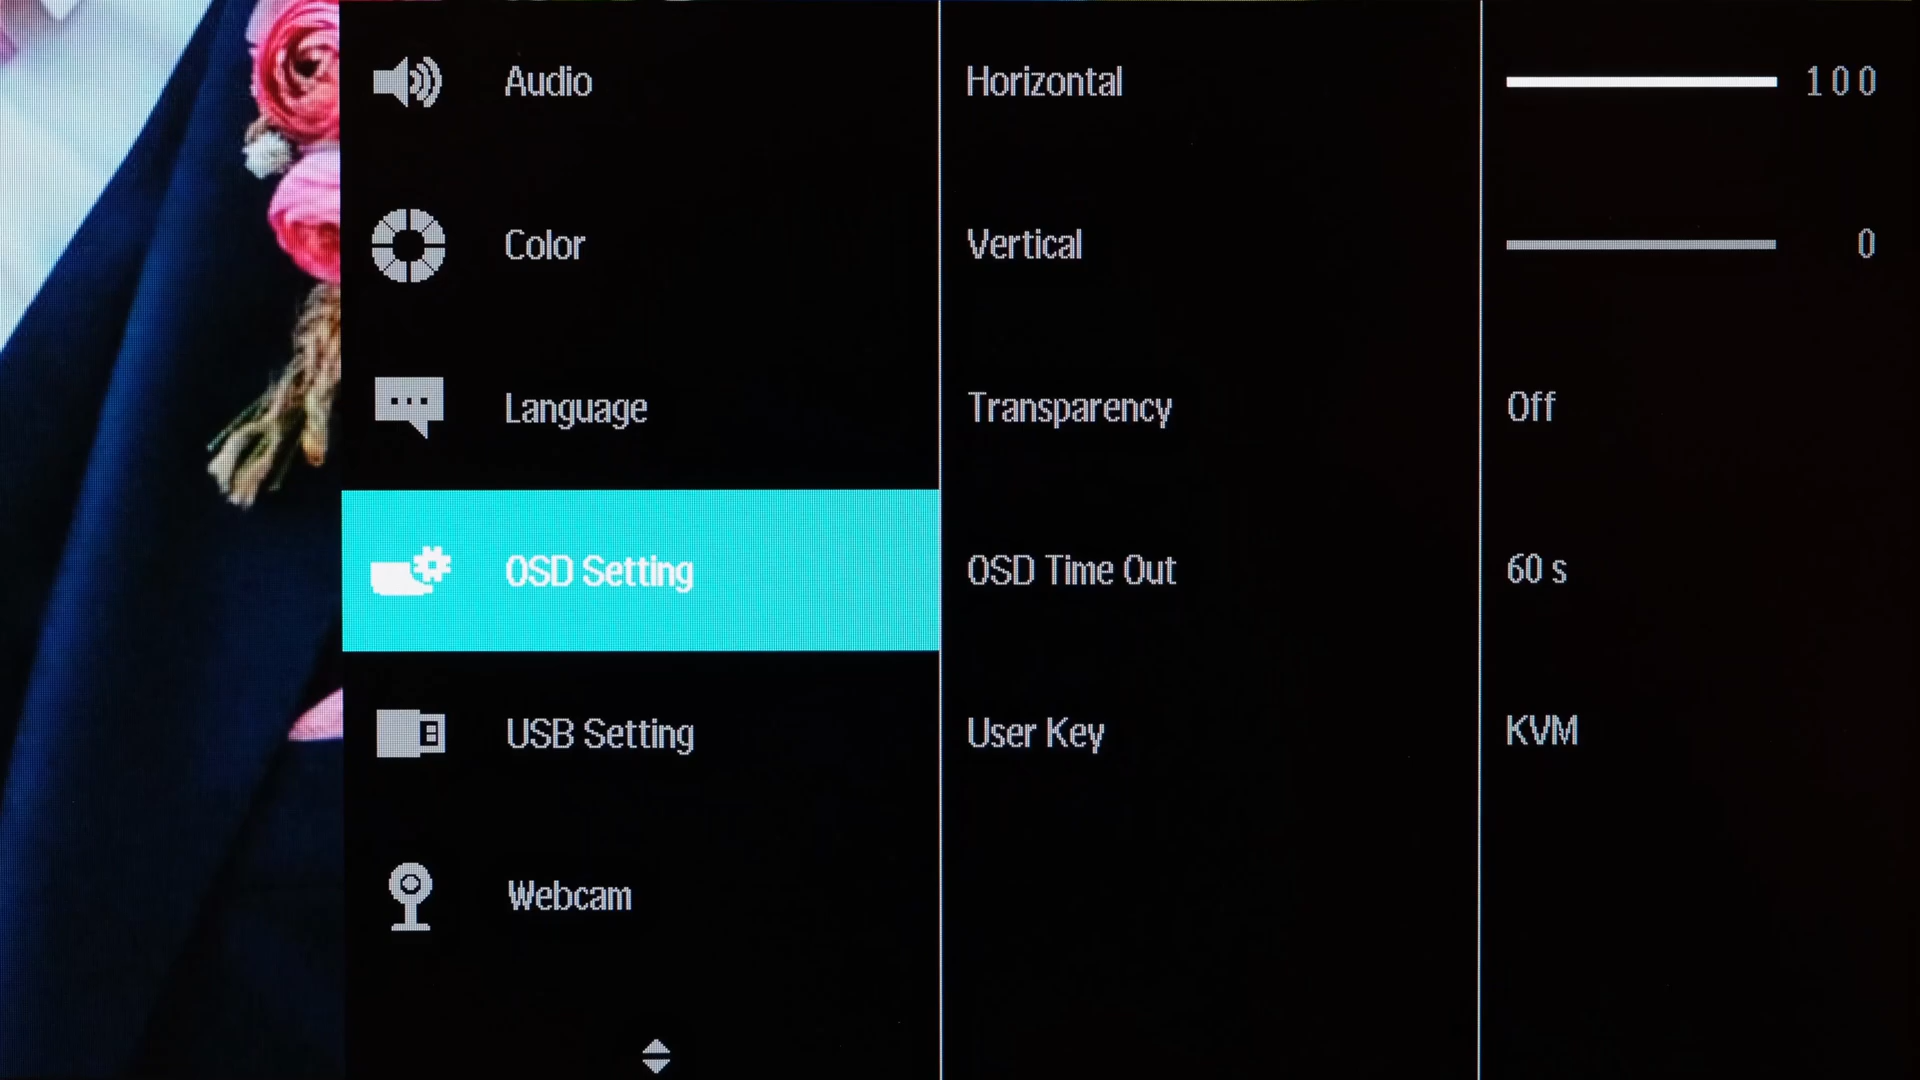 Audio
Horizontal 100
Color
Vertical 0
Language
Transparency Off
OSD Setting
OSD Time Out 60 s
USB Setting
User Key KVM
Webcam